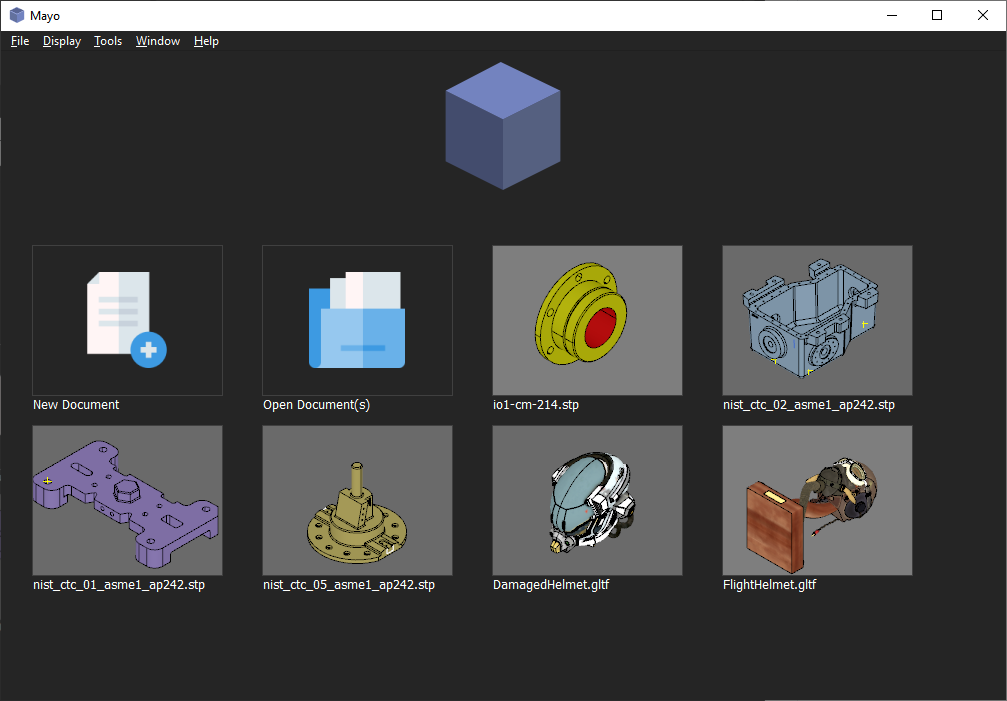 Mayo
File Display Tools Window Help
New Document
Open Document(s)
io1-cm-214.stp
nist_ctc_02_asme1_ap242.stp
nist_ctc_01_asme1_ap242.stp
nist_ctc_05_asme1_ap242.stp
DamagedHelmet.gltf
FlightHelmet.gltf